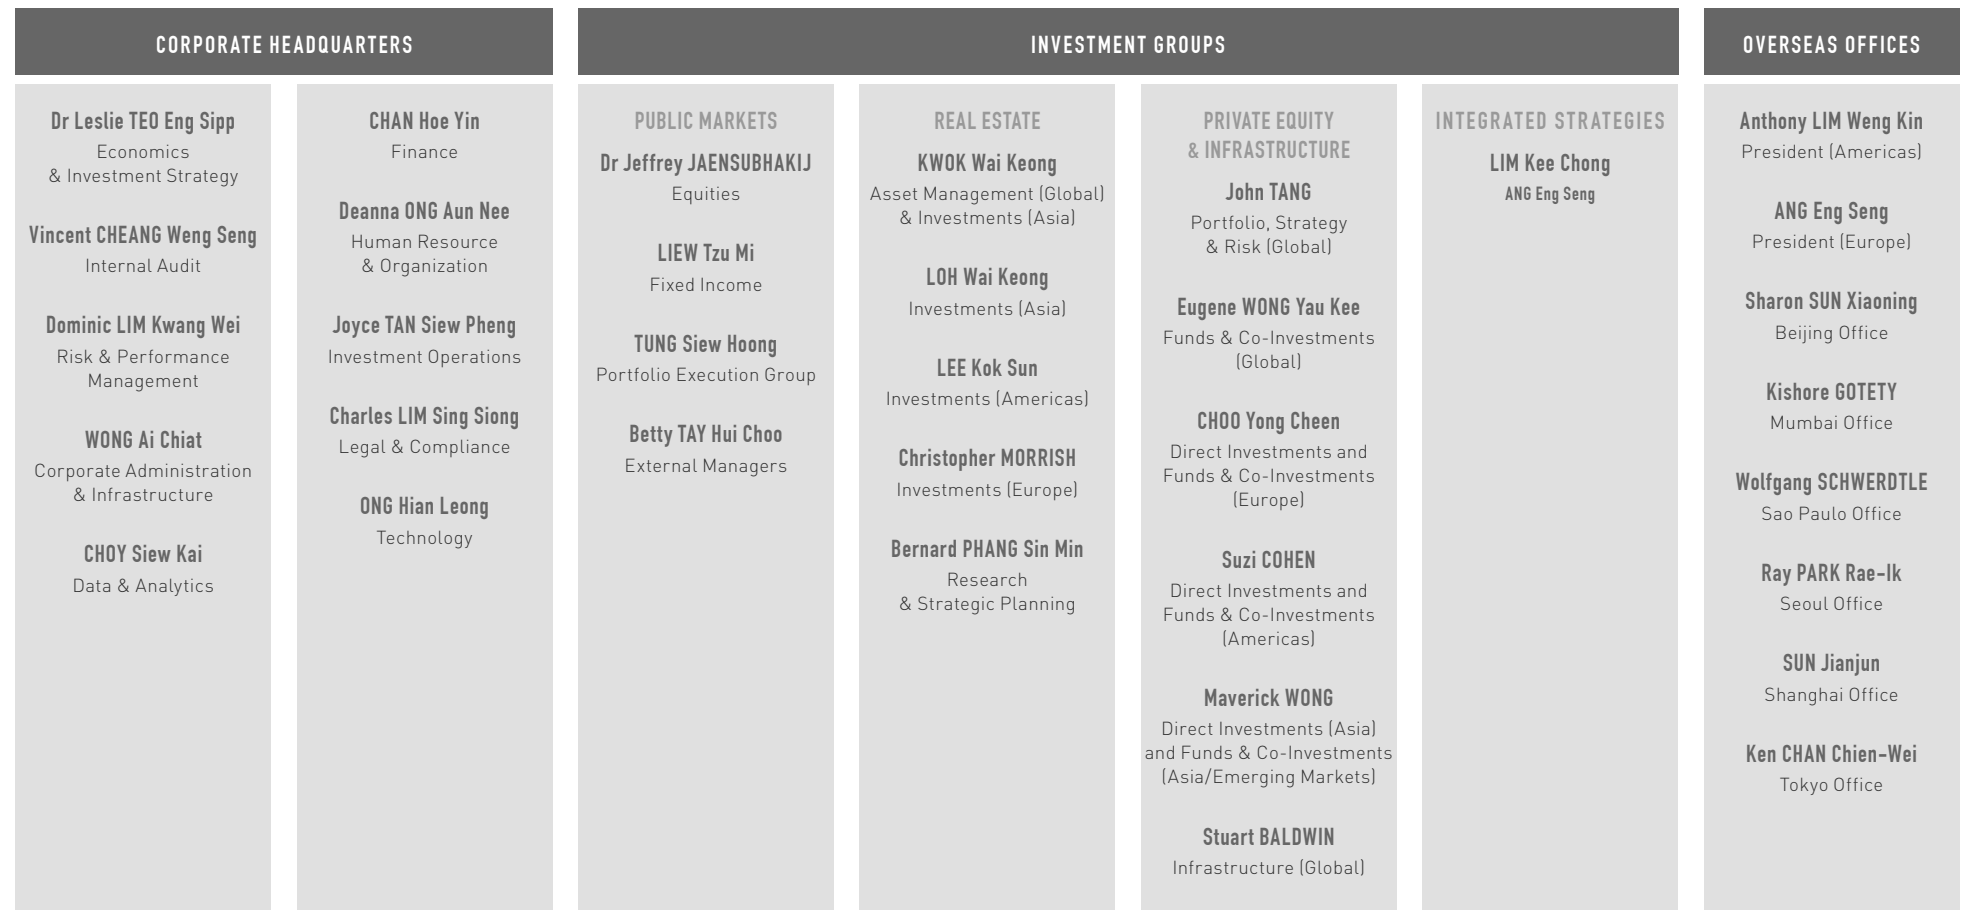 CORPORATE HEADQUARTERS
Dr Leslie TEO Eng Sipp
Economics
& Investment Strategy
Vincent CHEANG Weng Seng
Internal Audit
Dominic LIM Kwang Wei
Risk & Performance
Management
WONG Ai Chiat
Corporate Administration
& Infrastructure
CHOY Siew Kai
Data & Analytics
CHAN Hoe Yin
Finance
Deanna ONG Aun Nee
Human Resource
& Organization
Joyce TAN Siew Pheng
Investment Operations
Charles LIM Sing Siong
Legal & Compliance
ONG Hian Leong
Technology
INVESTMENT GROUPS
PUBLIC MARKETS
Dr Jeffrey JAENSUBHAKIJ
Equities
LIEW Tzu Mi
Fixed Income
TUNG Siew Hoong
Portfolio Execution Group
Betty TAY Hui Choo
External Managers
REAL ESTATE
KWOK Wai Keong
Asset Management (Global)
& Investments (Asia)
LOH Wai Keong
Investments (Asia)
LEE Kok Sun
Investments (Americas)
Christopher MORRISH
Investments (Europe)
Bernard PHANG Sin Min
Research
& Strategic Planning
PRIVATE EQUITY
& INFRASTRUCTURE
John TANG
Portfolio, Strategy
& Risk (Global)
Eugene WONG Yau Kee
Funds & Co-Investments
(Global)
CHOO Yong Cheen
Direct Investments and
Funds & Co-Investments
(Europe)
Suzi COHEN
Direct Investments and
Funds & Co-Investments
(Americas)
Maverick WONG
Direct Investments (Asia)
and Funds & Co-Investments
(Asia/Emerging Markets)
Stuart BALDWIN
Infrastructure (Global)
INTEGRATED STRATEGIES
LIM Kee Chong
ANG Eng Seng
OVERSEAS OFFICES
Anthony LIM Weng Kin
President (Americas)
ANG Eng Seng
President (Europe)
Sharon SUN Xiaoning
Beijing Office
Kishore GOTETY
Mumbai Office
Wolfgang SCHWERDTLE
Sao Paulo Office
Ray PARK Rae-Ik
Seoul Office
SUN Jianjun
Shanghai Office
Ken CHAN Chien-Wei
Tokyo Office